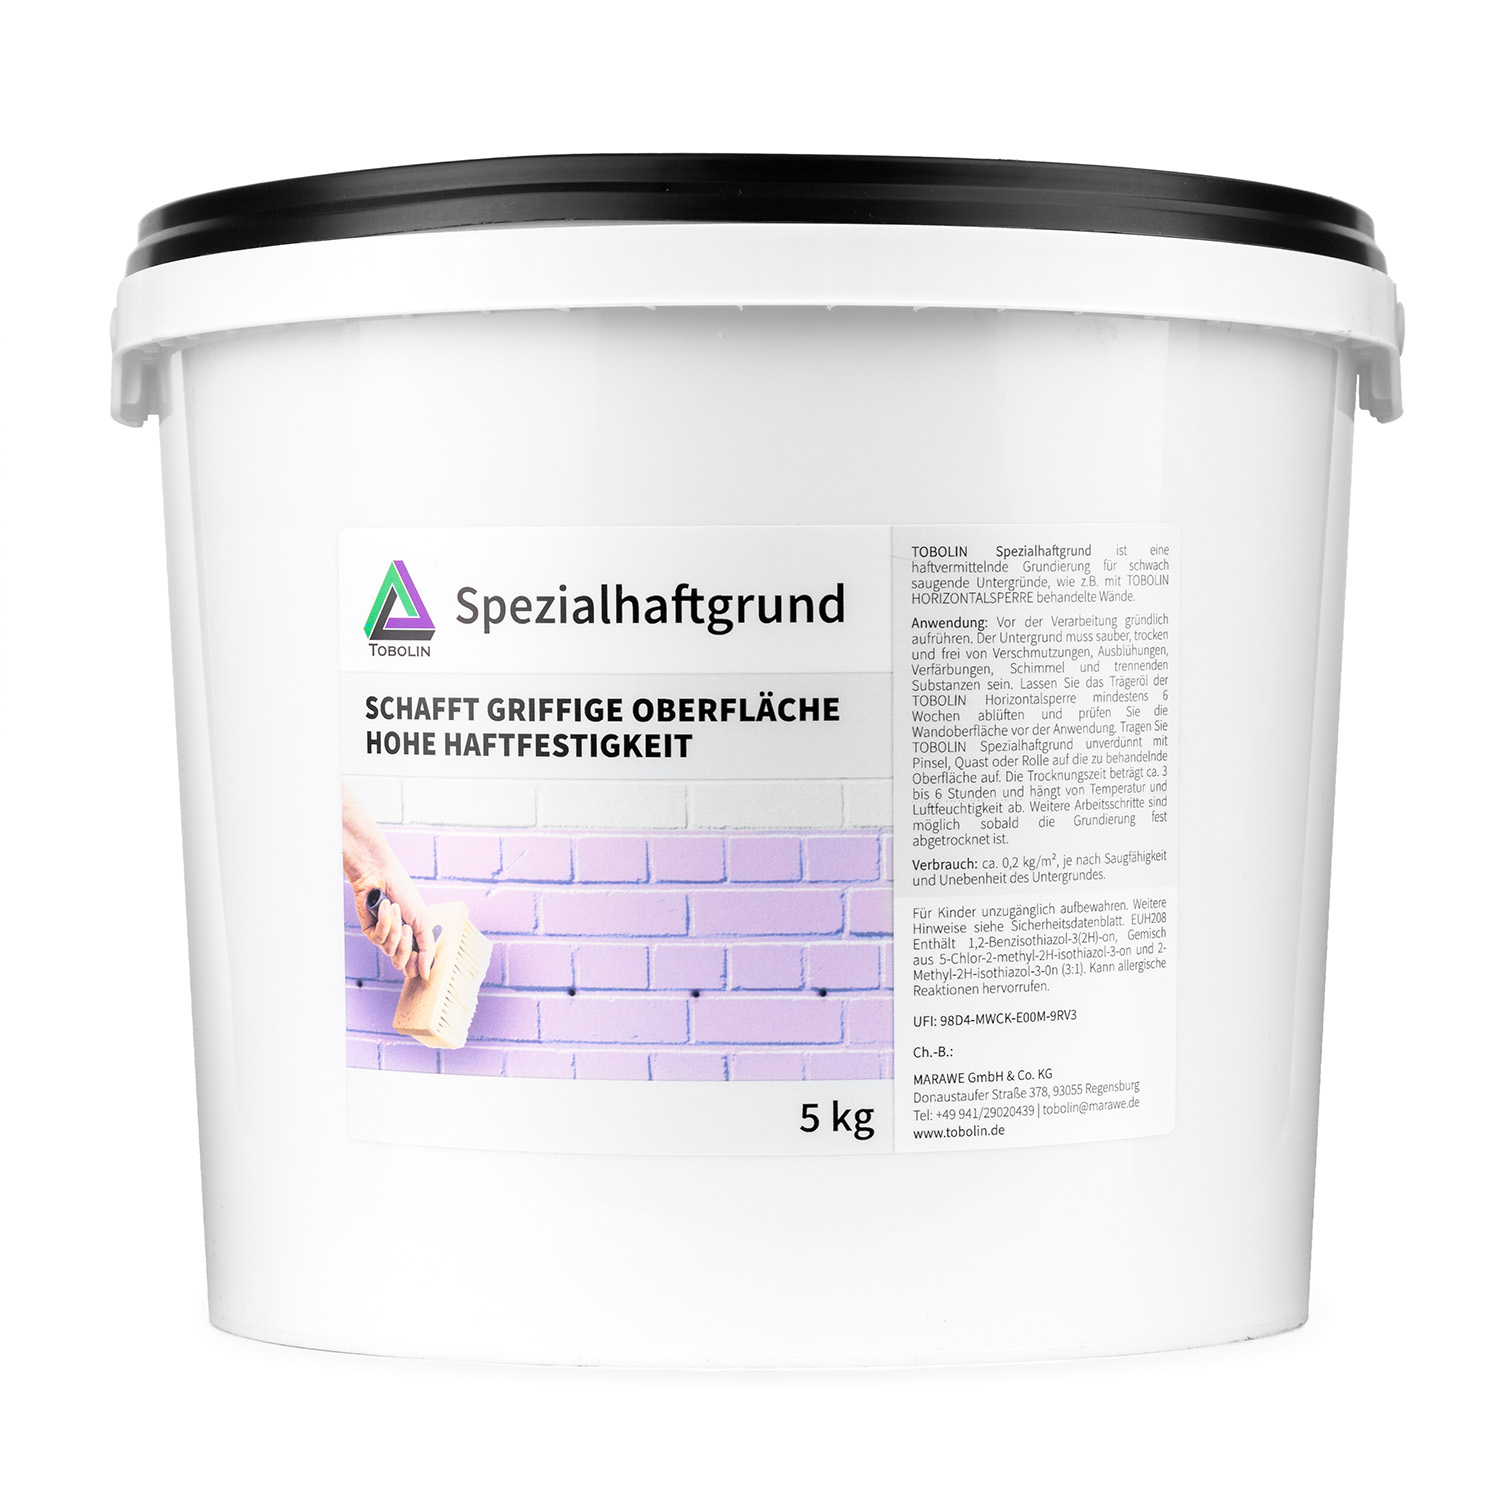 TOBOLIN
Spezialhaftgrund
SCHAFFT GRIFFIGE OBERFLÄCHE
HOHE HAFTFESTIGKEIT
5 kg
TOBOLIN Spezialhaftgrund ist eine
haftvermittelnde Grundierung für schwach
saugende Untergründe, wie z.B. mit TOBOLIN
HORIZONTALSPERRE behandelte Wände.
Anwendung: Vor der Verarbeitung gründlich
aufrühren. Der Untergrund muss sauber, trocken
und frei von Verschmutzungen, Ausblühungen,
Verfärbungen, Schimmel und trennenden
Substanzen sein. Lassen Sie das Trägeröl der
TOBOLIN Horizontalsperre mindestens 6
Wochen ablüften und prüfen Sie die
Wandoberfläche vor der Anwendung. Tragen Sie
TOBOLIN Spezialhaftgrund unverdünnt mit
Pinsel, Quast oder Rolle auf die zu behandelnde
Oberfläche auf. Die Trocknungszeit beträgt ca. 3
bis 6 Stunden und hängt von Temperatur und
Luftfeuchtigkeit ab. Weitere Arbeitsschritte sind
möglich sobald die Grundierung fest
abgetrocknet ist.
Verbrauch: ca. 0,2 kg/m², je nach Saugfähigkeit
und Unebenheit des Untergrundes.
Für Kinder unzugänglich aufbewahren. Weitere
Hinweise siehe Sicherheitsdatenblatt. EUH208
Enthält 1,2-Benzisothiazol-3(2H)-on, Gemisch
aus 5-Chlor-2-methyl-2H-isothiazol-3-on und 2-
Methyl-2H-isothiazol-3-0n (3:1). Kann allergische
Reaktionen hervorrufen.
UFI: 98D4-MWCK-E00M-9RV3
Ch.-B.:
MARAWE GmbH & Co. KG
Donaustaufer Straße 378, 93055 Regensburg
Tel: +49 941/29020439 | tobolin@marawe.de
www.tobolin.de